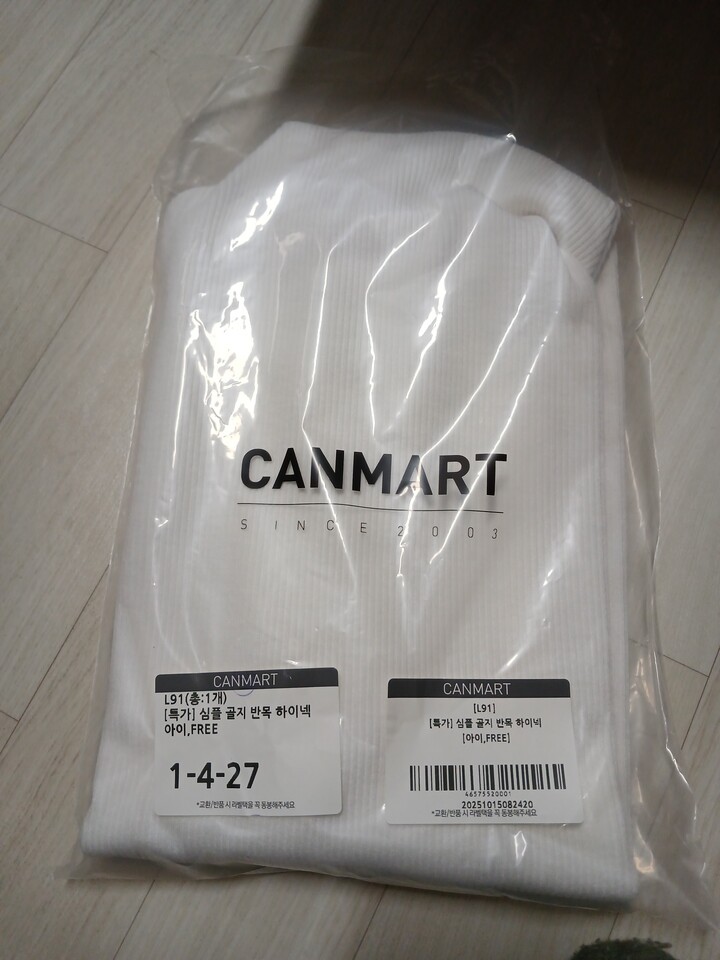 CANMART
SINCE 2003
CANMART
L91(총:1개)
[특가] 심플 골지 반목 하이넥
아이,FREE
1-4-27
*교환/반품 시 라벨택을 꼭 동봉해주세요
CANMART
[L91]
[특가] 심플 골지 반목 하이넥
[아이,FREE]
46375520001
20251015082420
*교환/반품 시 라벨택을 꼭 동봉해주세요